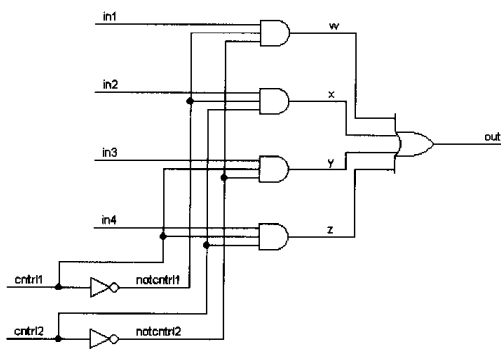 in1
w
in2
x
out
in3
y
in4
z
cntrl1
notcntrl1
cntrl2
notcntrl2